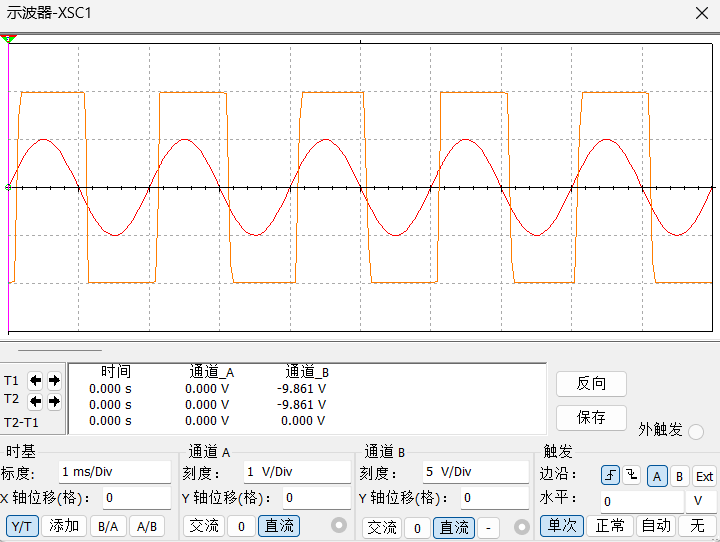 示波器-XSC1
时间 通道_A 通道_B
T1 0.000 s 0.000 V -9.861 V
T2 0.000 s 0.000 V -9.861 V
T2-T1 0.000 s 0.000 V 0.000 V
反向
保存
外触发
时基
标度: 1 ms/Div
X 轴位移(格): 0
Y/T 添加 B/A A/B
通道 A
刻度: 1 V/Div
Y 轴位移(格): 0
交流 0 直流
通道 B
刻度: 5 V/Div
Y 轴位移(格): 0
交流 0 直流 -
触发
边沿: A B Ext
水平: 0 V
单次 正常 自动 无